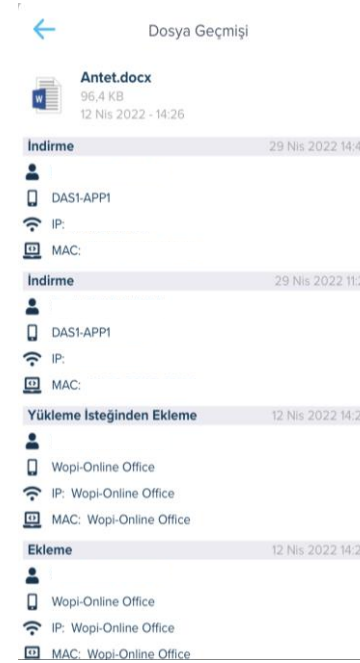 Dosya Geçmişi
Antet.docx
96,4 KB
12 Nis 2022 - 14:26
İndirme 29 Nis 2022 14:4
DAS1-APP1
IP:
MAC:
İndirme 29 Nis 2022 11:2
DAS1-APP1
IP:
MAC:
Yükleme İsteğinden Ekleme 12 Nis 2022 14:2
Wopi-Online Office
IP: Wopi-Online Office
MAC: Wopi-Online Office
Ekleme 12 Nis 2022 14:2
Wopi-Online Office
IP: Wopi-Online Office
MAC: Wopi-Online Office